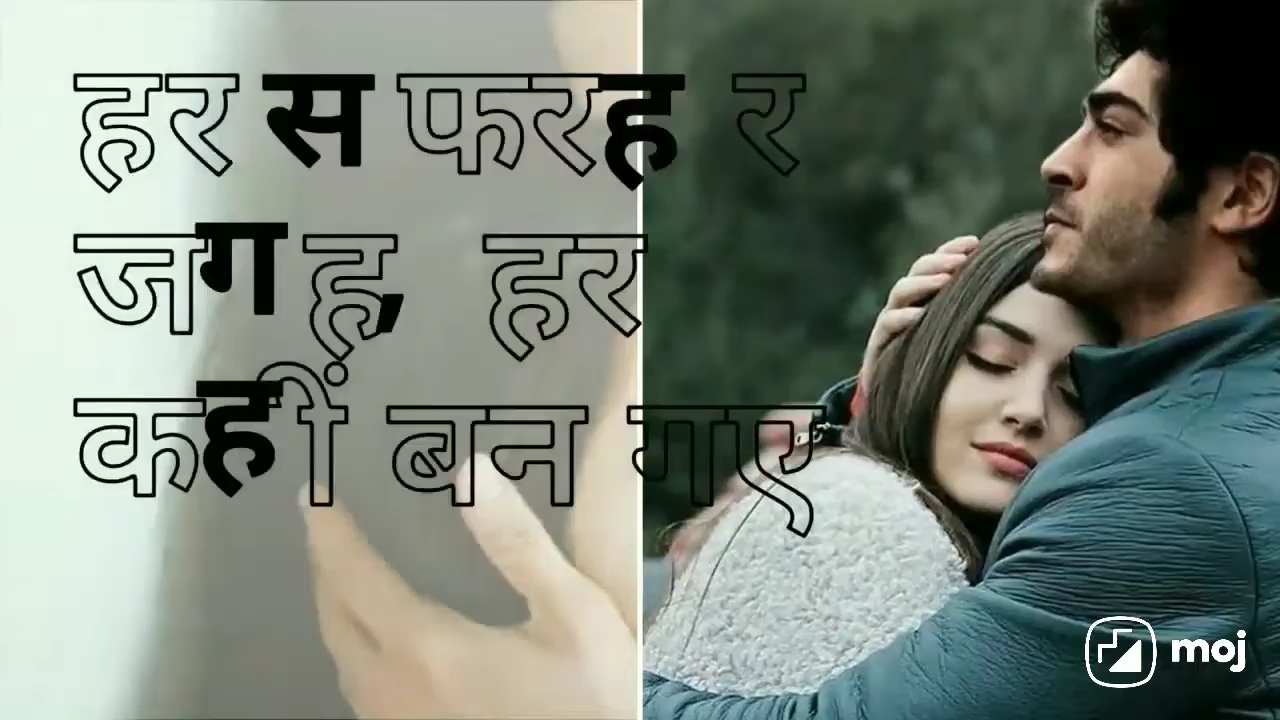 हर सफर हर
जगह, हर
कहीं बन गए
moj